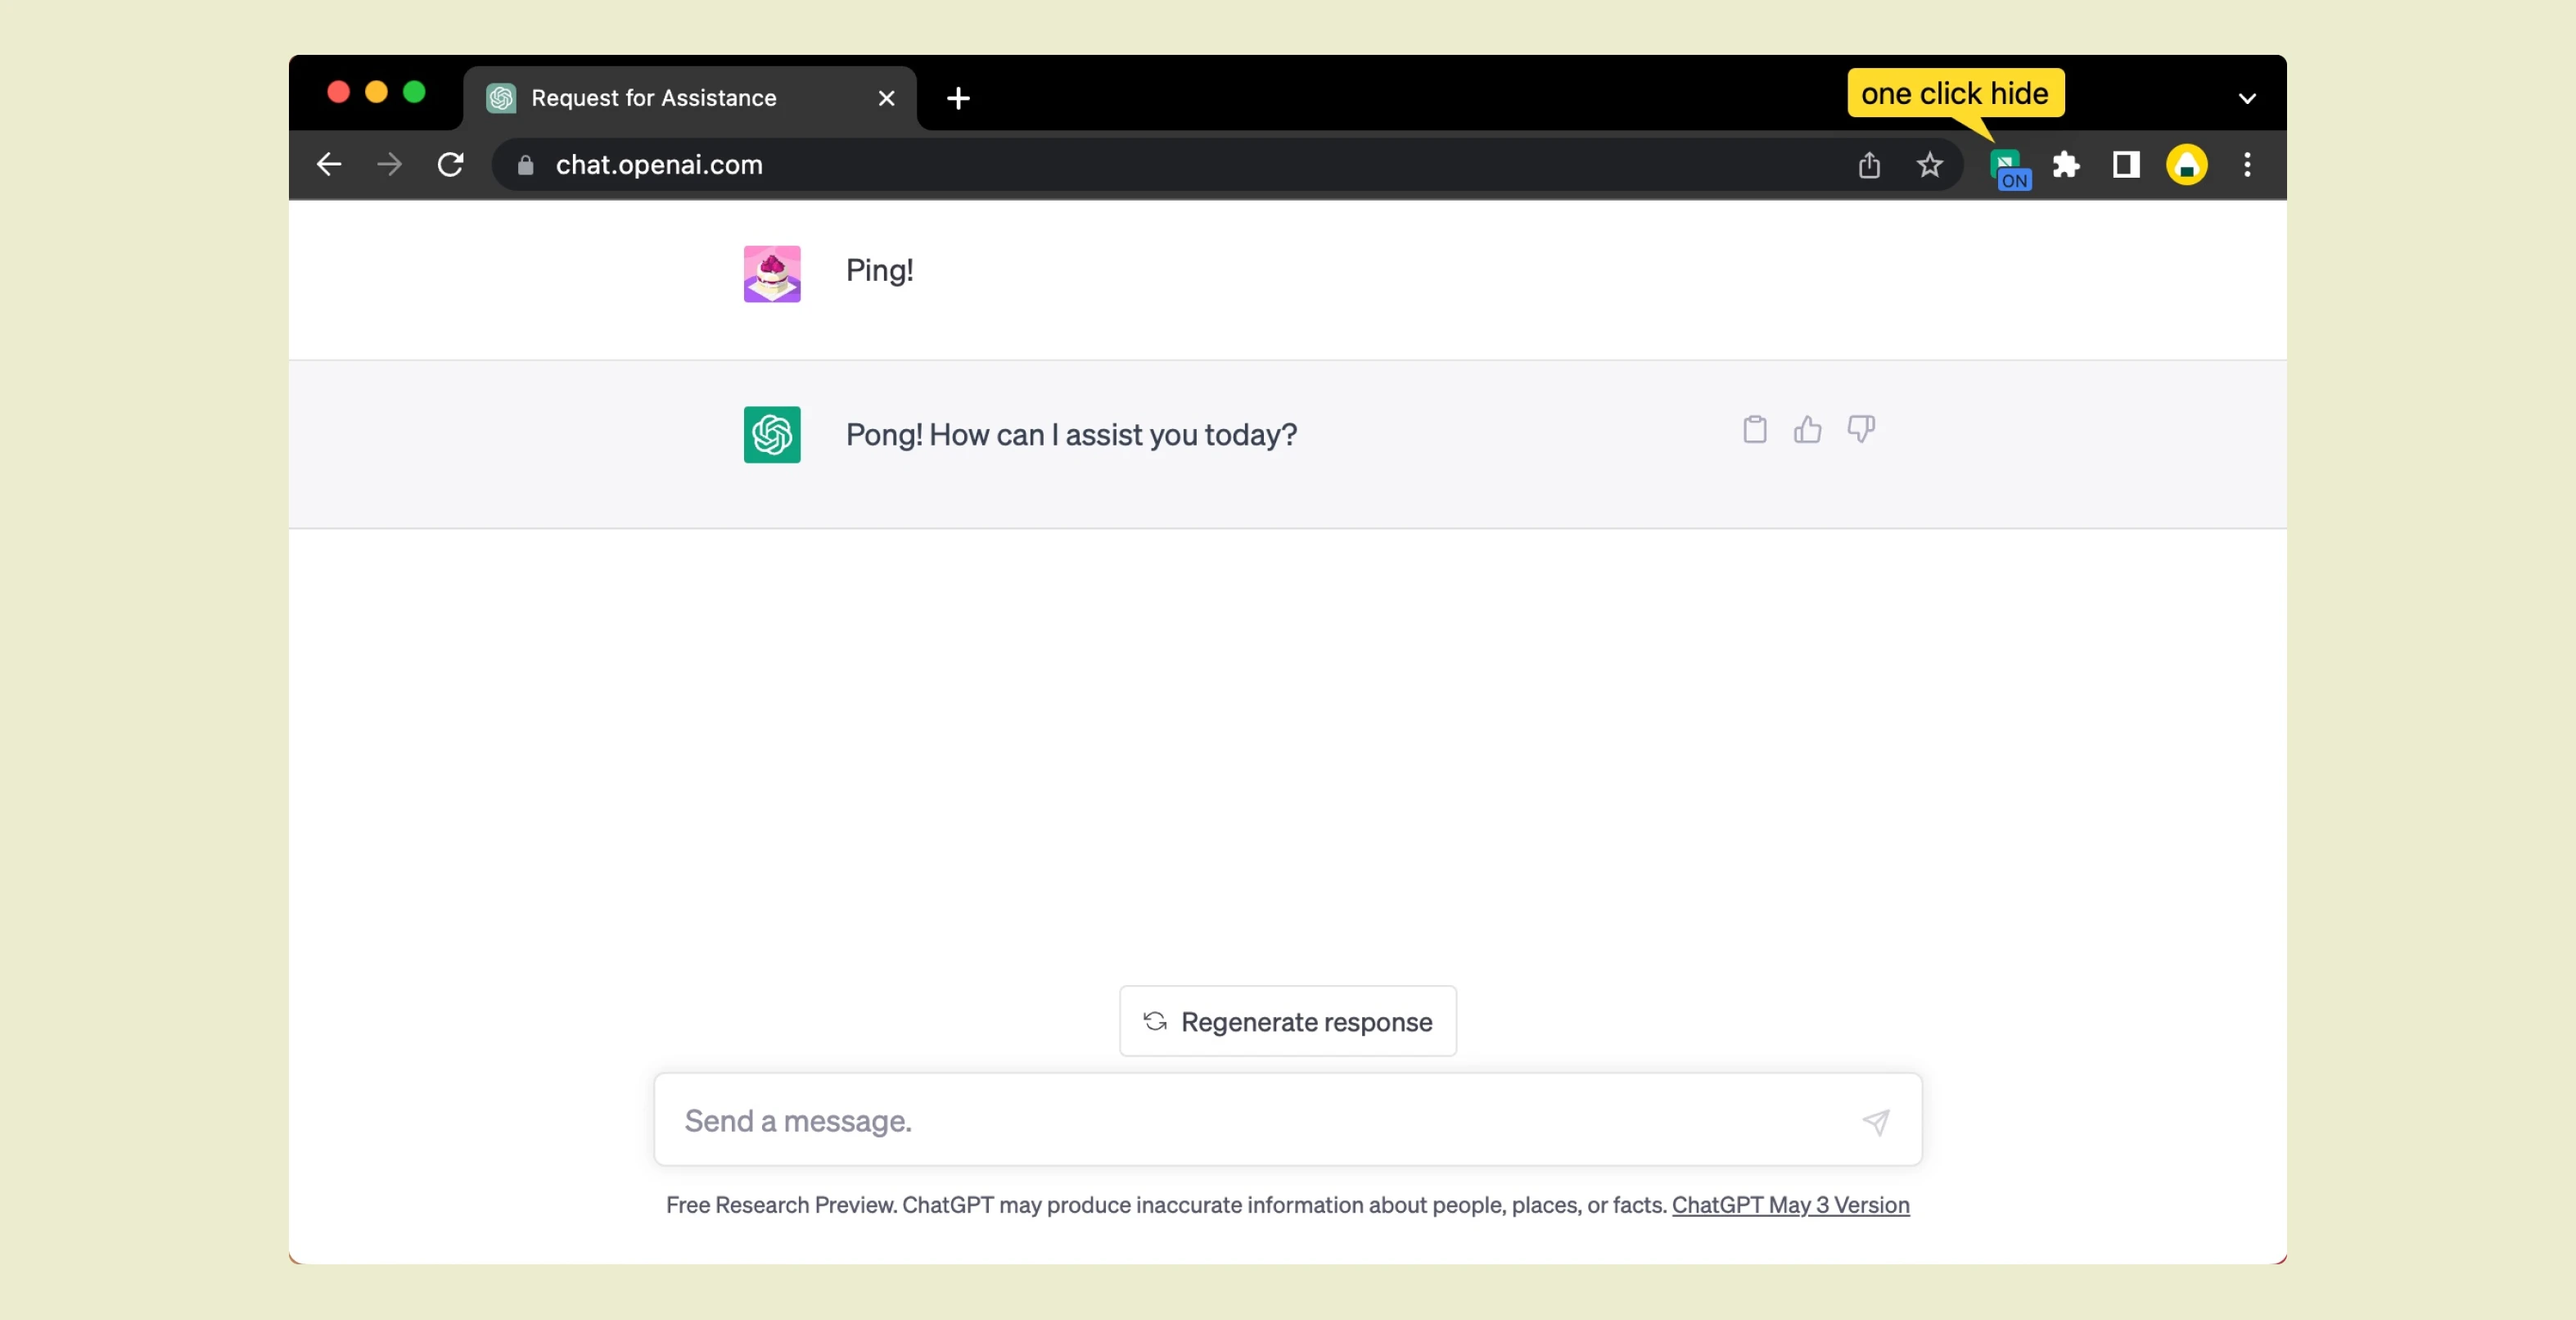 Request for Assistance
one click hide
chat.openai.com
ON
Ping!
Pong! How can I assist you today?
Regenerate response
Send a message.
Free Research Preview. ChatGPT may produce inaccurate information about people, places, or facts. ChatGPT May 3 Version